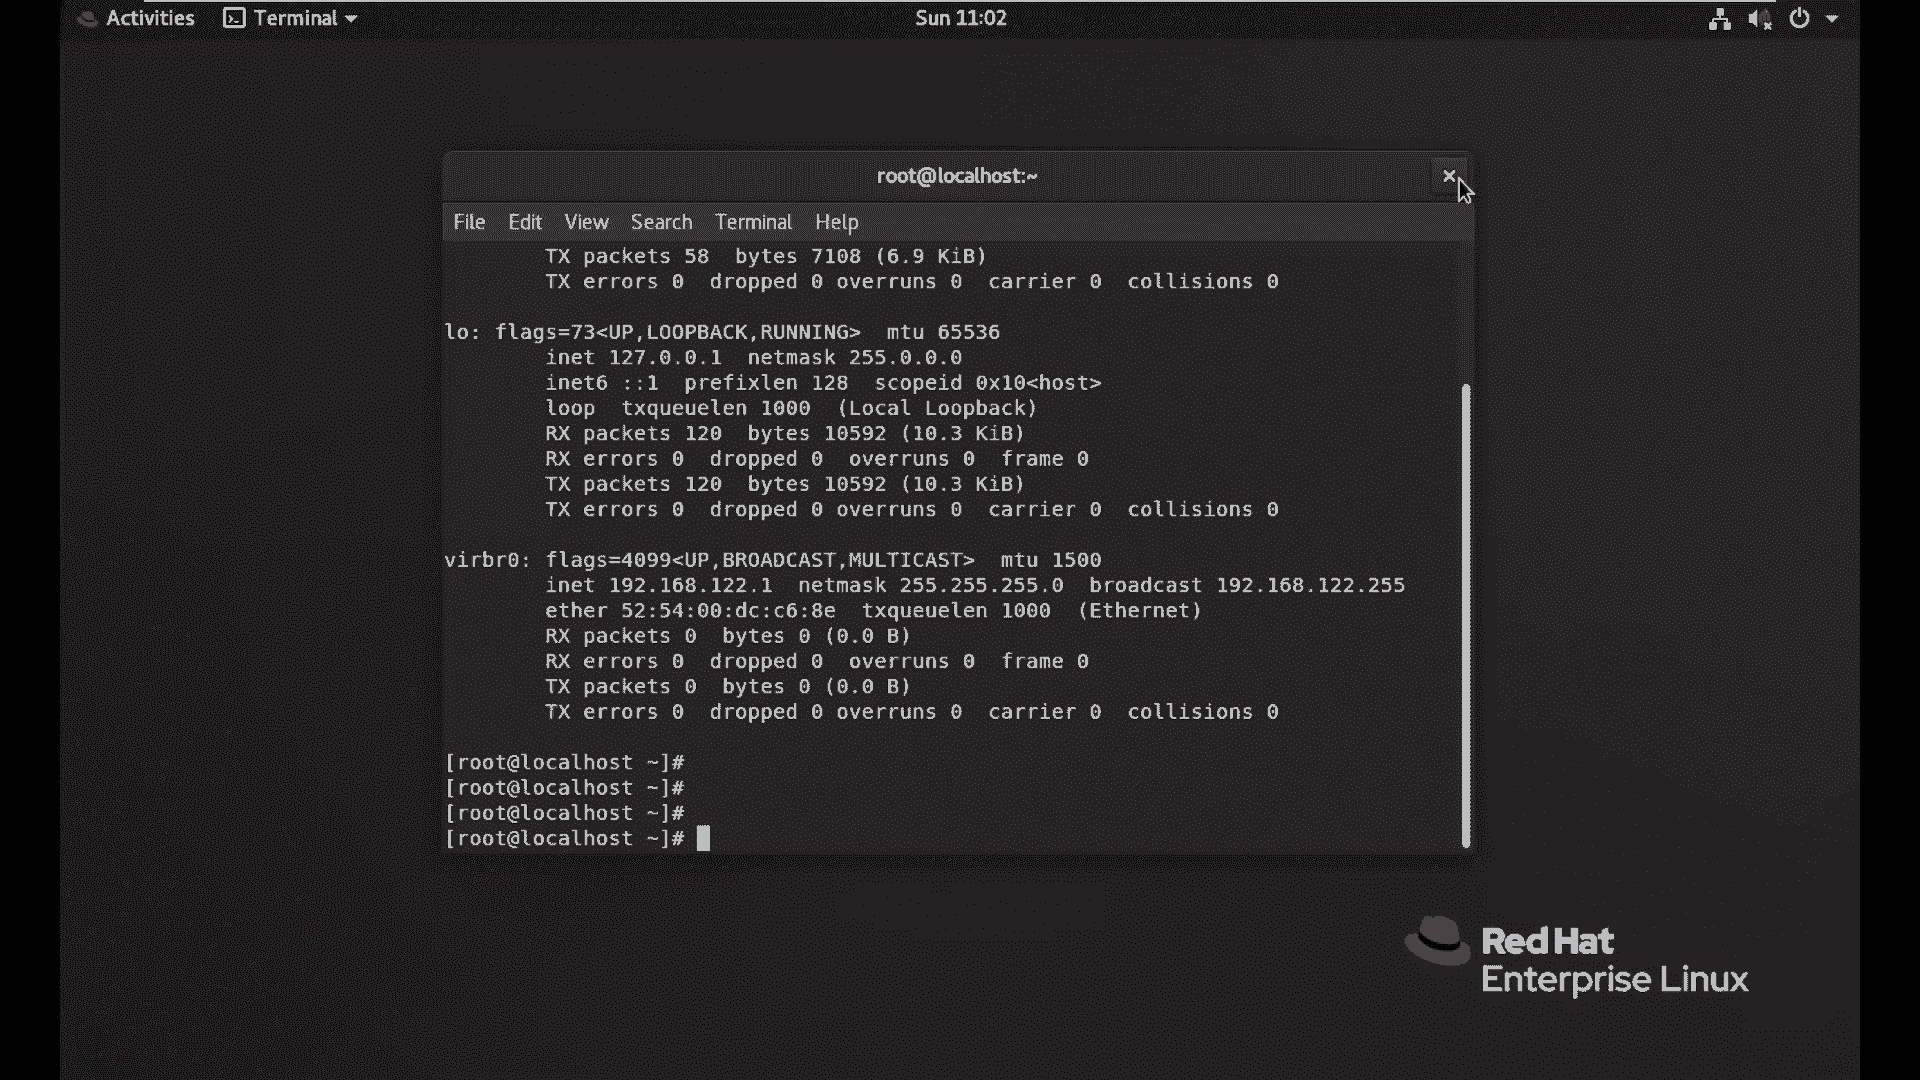 Activities Terminal Sun 11:02
root@localhost:~
File Edit View Search Terminal Help
TX packets 58  bytes 7108 (6.9 KiB)
TX errors 0  dropped 0 overruns 0  carrier 0  collisions 0
lo: flags=73<UP,LOOPBACK,RUNNING>  mtu 65536
inet 127.0.0.1  netmask 255.0.0.0
inet6 ::1  prefixlen 128  scopeid 0x10<host>
loop  txqueuelen 1000  (Local Loopback)
RX packets 120  bytes 10592 (10.3 KiB)
RX errors 0  dropped 0  overruns 0  frame 0
TX packets 120  bytes 10592 (10.3 KiB)
TX errors 0  dropped 0 overruns 0  carrier 0  collisions 0
virbr0: flags=4099<UP,BROADCAST,MULTICAST>  mtu 1500
inet 192.168.122.1  netmask 255.255.255.0  broadcast 192.168.122.255
ether 52:54:00:dc:c6:8e  txqueuelen 1000  (Ethernet)
RX packets 0  bytes 0 (0.0 B)
RX errors 0  dropped 0  overruns 0  frame 0
TX packets 0  bytes 0 (0.0 B)
TX errors 0  dropped 0 overruns 0  carrier 0  collisions 0
[root@localhost ~]#
[root@localhost ~]#
[root@localhost ~]#
[root@localhost ~]#
Red Hat
Enterprise Linux